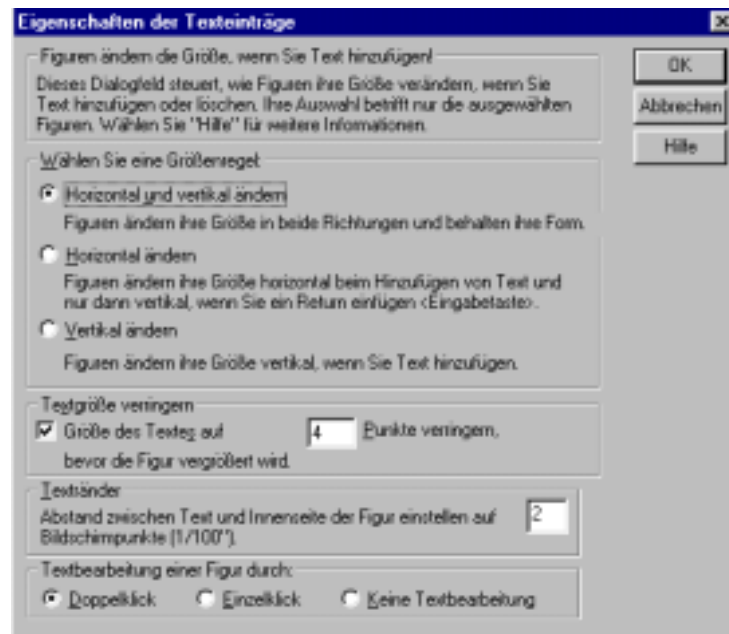 Eigenschaften der Texteinträge
Figuren ändern die Größe, wenn Sie Text hinzufügen!
Dieses Dialogfeld steuert, wie Figuren ihre Größe verändern, wenn Sie
Text hinzufügen oder löschen. Ihre Auswahl betrifft nur die ausgewählten
Figuren. Wählen Sie "Hilfe" für weitere Informationen.
OK
Abbrechen
Hilfe
Wählen Sie eine Größenregel:
Horizontal und vertikal ändern
Figuren ändern ihre Größe in beide Richtungen und behalten ihre Form.
Horizontal ändern
Figuren ändern ihre Größe horizontal beim Hinzufügen von Text und
nur dann vertikal, wenn Sie ein Return einfügen <Eingabetaste>.
Vertikal ändern
Figuren ändern ihre Größe vertikal, wenn Sie Text hinzufügen.
Textgröße verringern
Größe des Textes auf 4 Punkte verringern,
bevor die Figur vergrößert wird.
Textränder
Abstand zwischen Text und Innenseite der Figur einstellen auf 2
Bildschirmpunkte (1/100").
Textbearbeitung einer Figur durch:
Doppelklick Einzelklick Keine Textbearbeitung